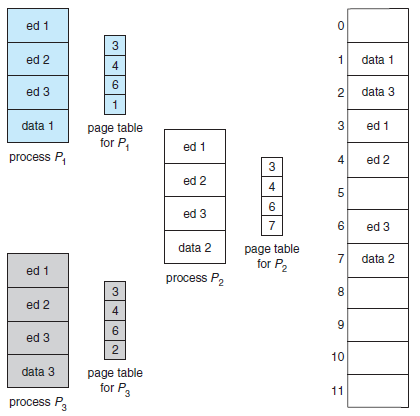 ed 1
ed 2
ed 3
data 1
process P1
3
4
6
1
page table
for P1
ed 1
ed 2
ed 3
data 2
process P2
3
4
6
7
page table
for P2
ed 1
ed 2
ed 3
data 3
process P3
3
4
6
2
page table
for P3
0
1 data 1
2 data 3
3 ed 1
4 ed 2
5
6 ed 3
7 data 2
8
9
10
11